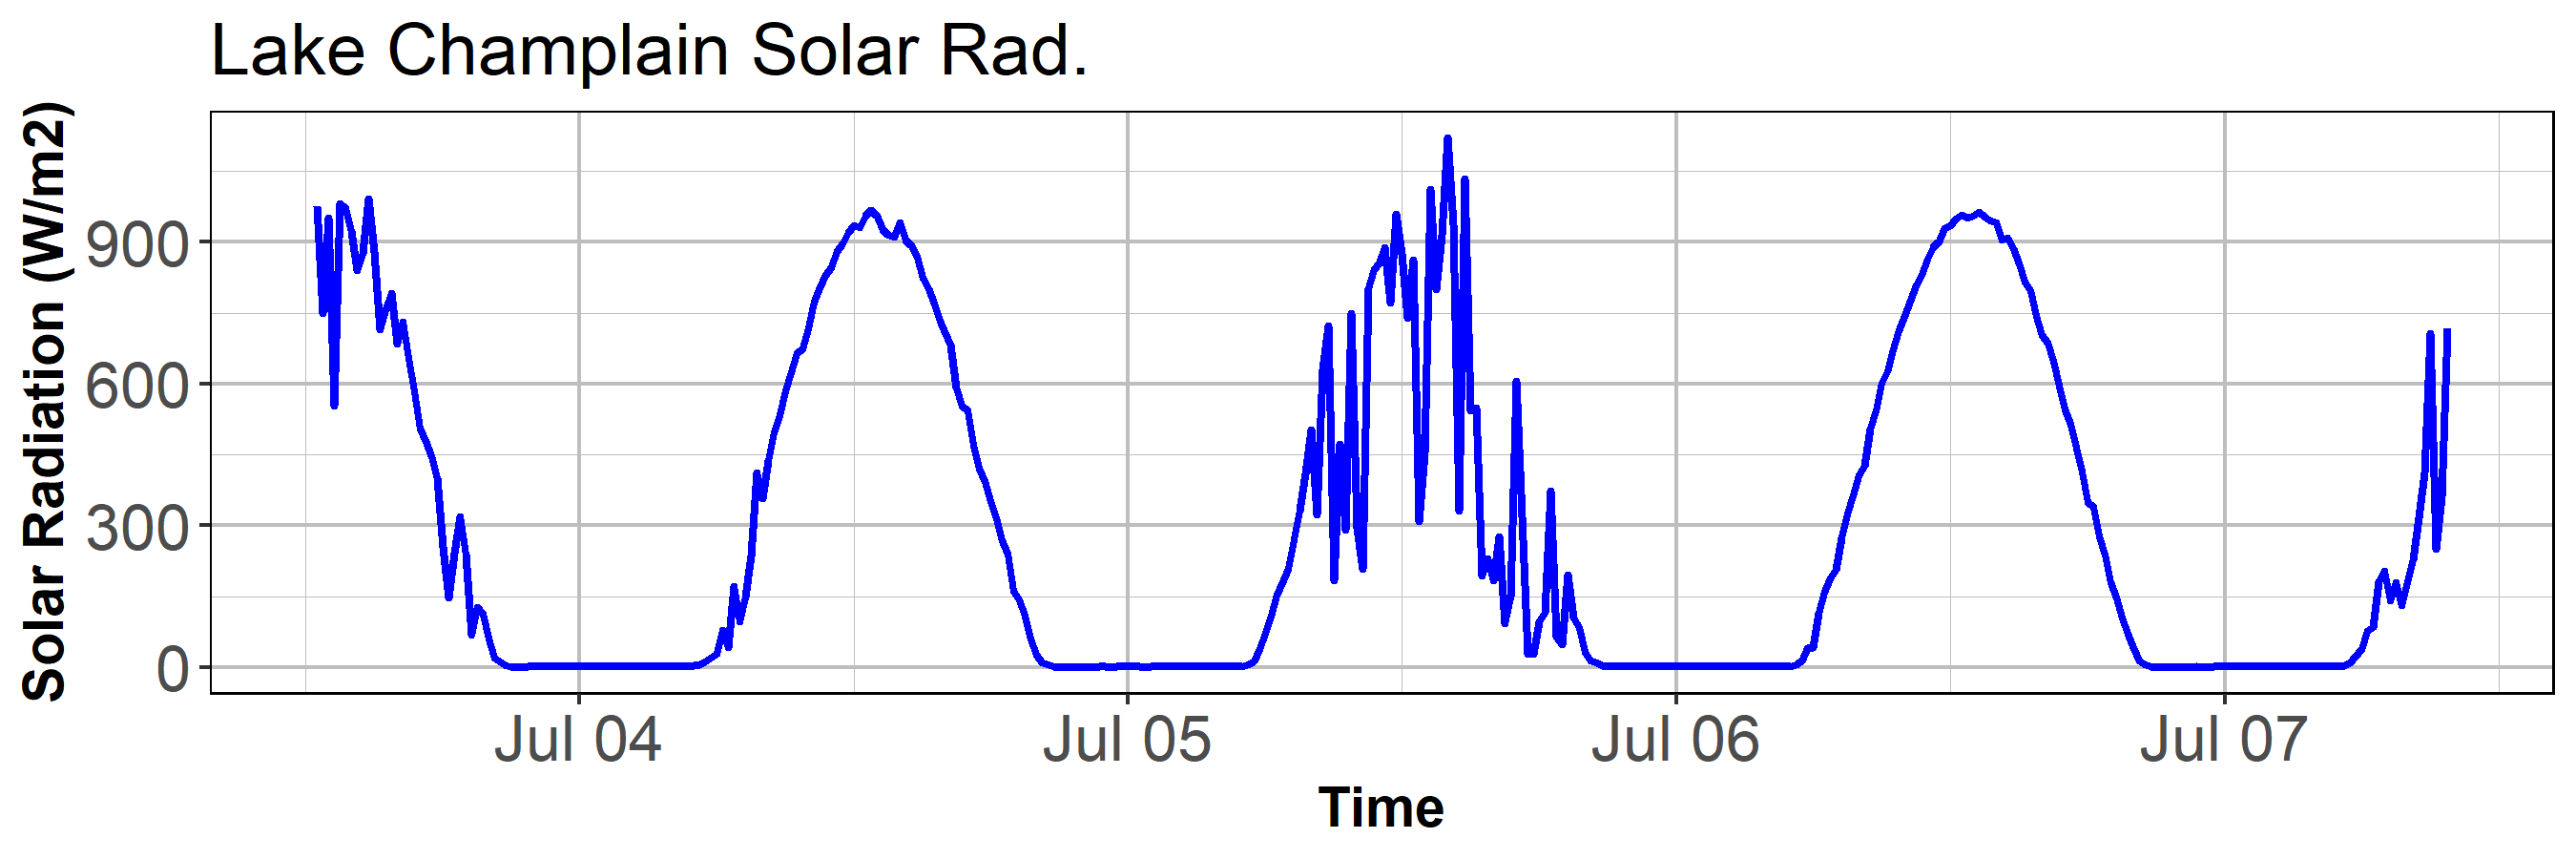 Lake Champlain Solar Rad.
Solar Radiation (W/m2)
900
600
300
0
Jul 04 Jul 05 Jul 06 Jul 07
Time